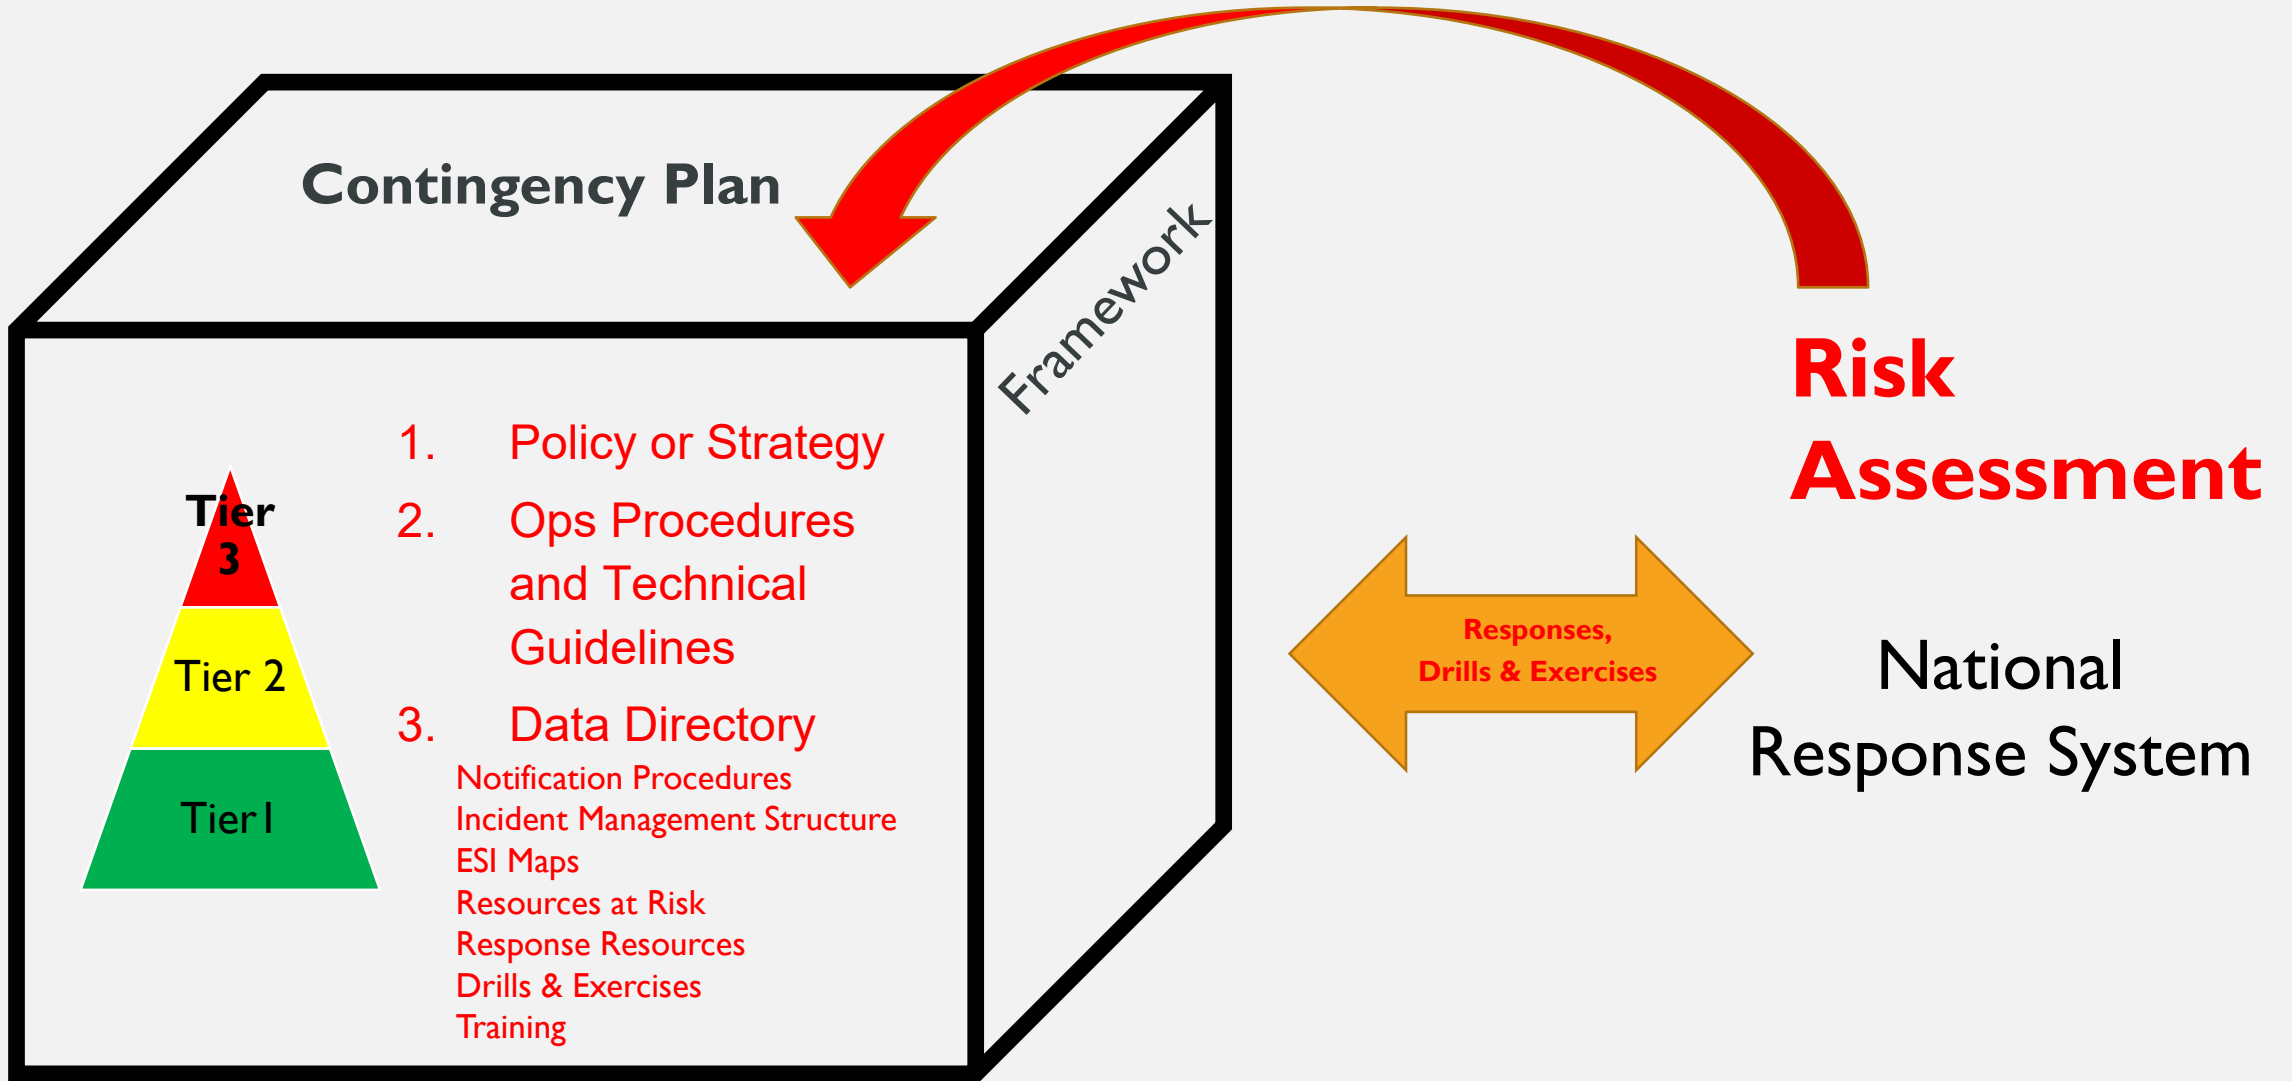 Contingency Plan
Framework
Tier
3
Tier 2
Tier1
1. Policy or Strategy
2. Ops Procedures
and Technical
Guidelines
3. Data Directory
Notification Procedures
Incident Management Structure
ESI Maps
Resources at Risk
Response Resources
Drills & Exercises
Training
Responses,
Drills & Exercises
Risk
Assessment
National
Response System